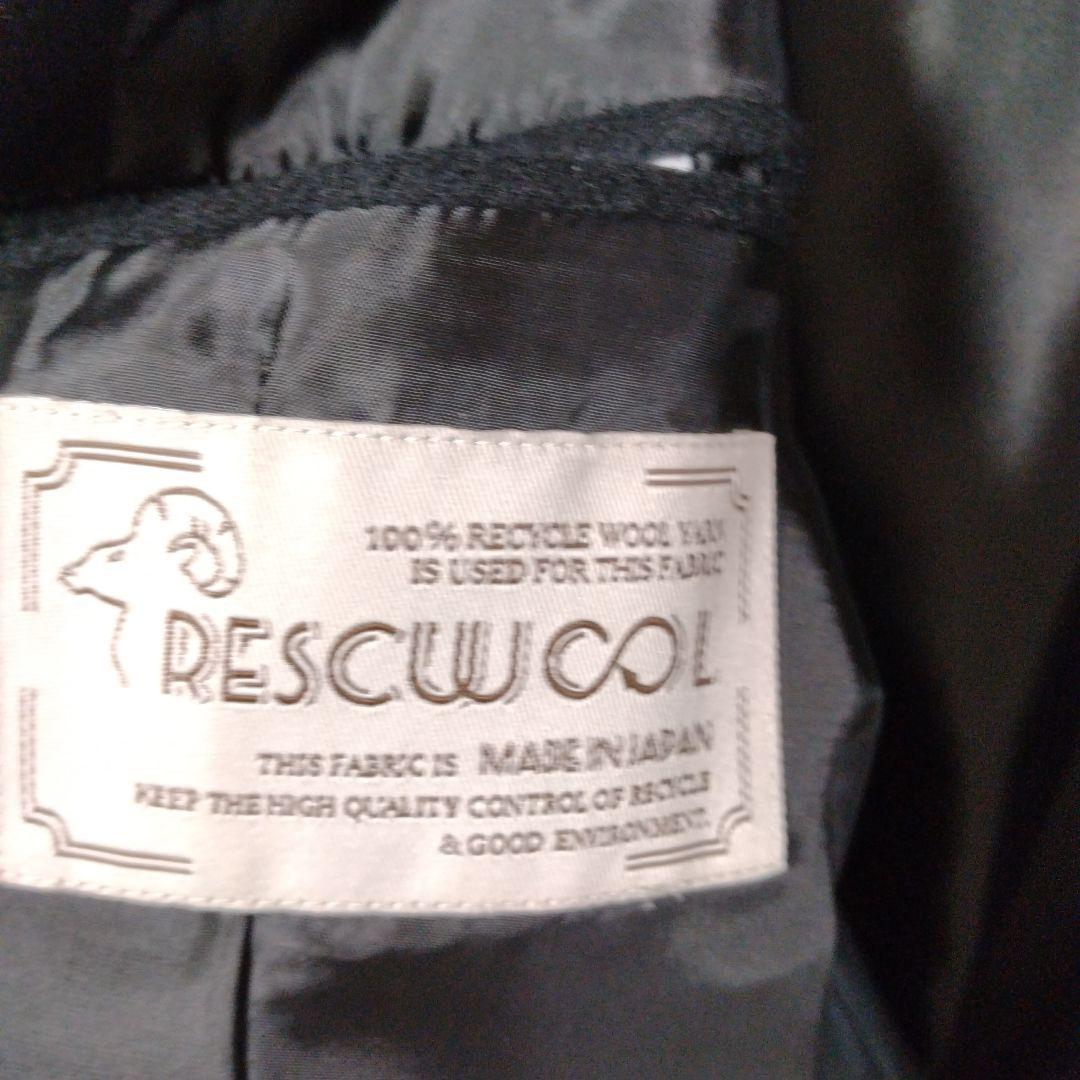 100% RECYCLE WOOL YARN
IS USED FOR THIS FABRIC
RESCWOOL
THIS FABRIC IS MADE IN JAPAN
KEEP THE HIGH QUALITY CONTROL OF RECYCLE
& GOOD ENVIRONMENT.